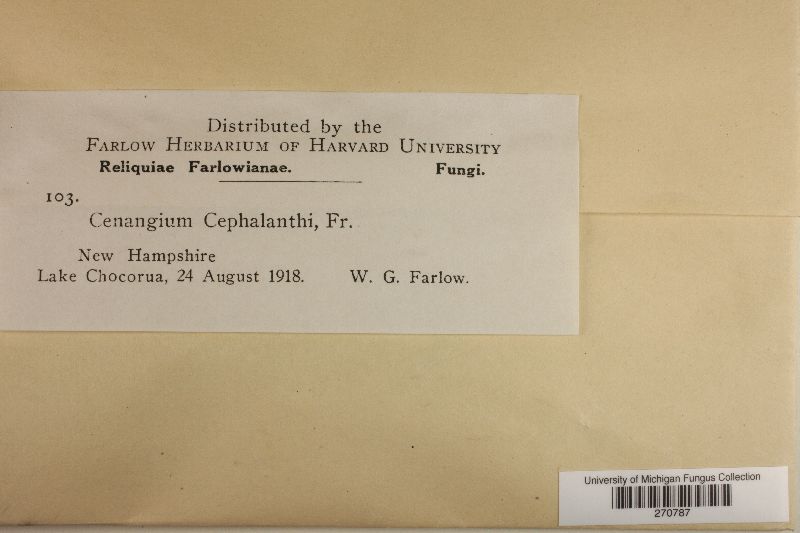 Distributed by the
FARLOW HERBARIUM OF HARVARD UNIVERSITY
Reliquiae Farlowianae. Fungi.
103.
Cenangium Cephalanthi, Fr.
New Hampshire
Lake Chocorua, 24 August 1918. W. G. Farlow.
University of Michigan Fungus Collection
270787